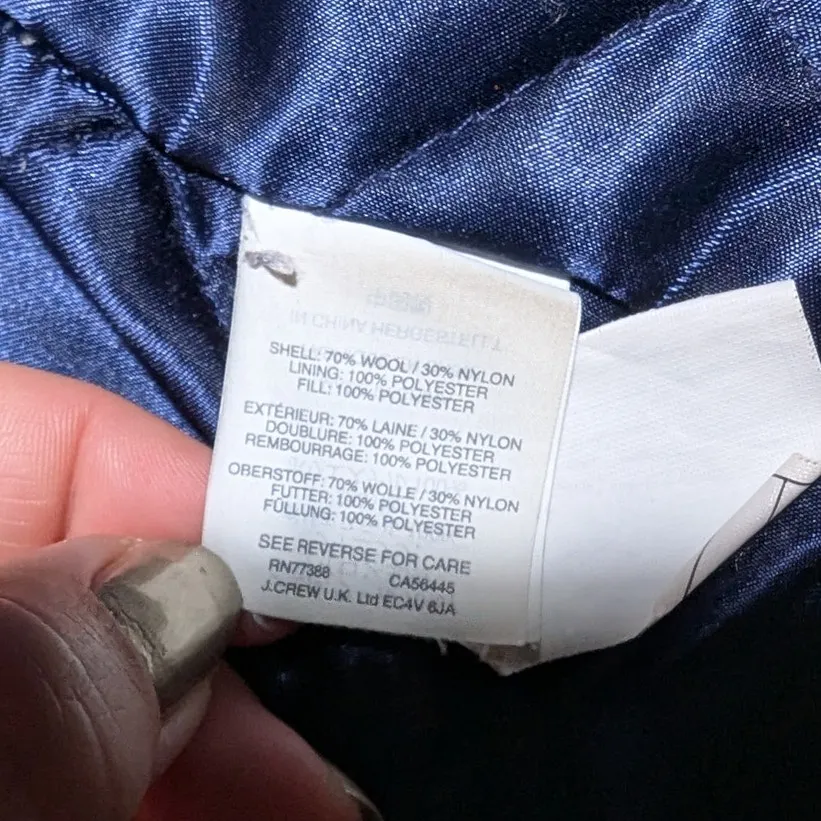 SHELL: 70% WOOL / 30% NYLON
LINING: 100% POLYESTER
FILL: 100% POLYESTER
EXTÉRIEUR: 70% LAINE / 30% NYLON
DOUBLURE: 100% POLYESTER
REMBOURRAGE: 100% POLYESTER
OBERSTOFF: 70% WOLLE / 30% NYLON
FUTTER: 100% POLYESTER
FÜLLUNG: 100% POLYESTER
SEE REVERSE FOR CARE
RN77388 CA56445
J.CREW U.K. Ltd EC4V 6JA